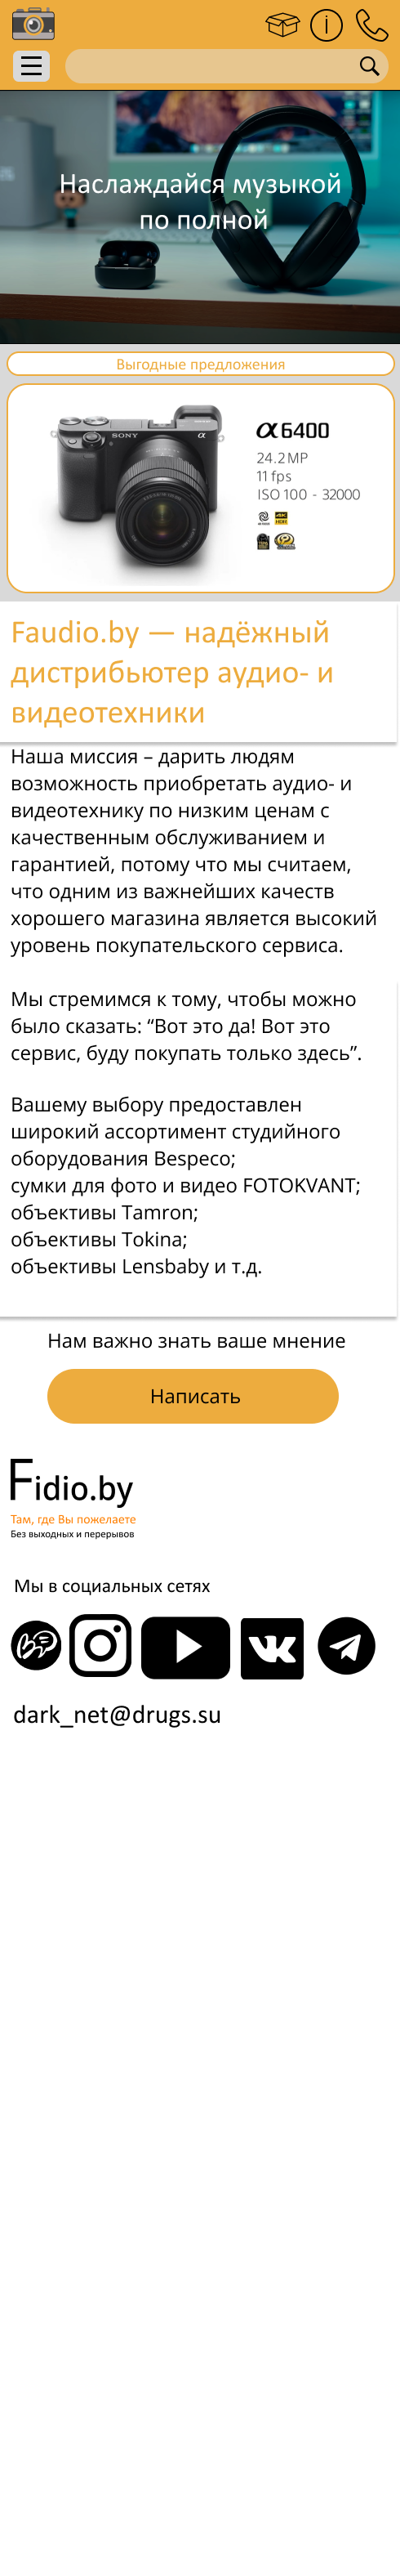 Наслаждайся музыкой
по полной
Выгодные предложения
SONY
α
α6400
24.2 MP
11 fps
ISO 100 - 32000
4K
HDR
Faudio.by — надёжный
дистрибьютер аудио- и
видеотехники
Наша миссия – дарить людям
возможность приобретать аудио- и
видеотехнику по низким ценам с
качественным обслуживанием и
гарантией, потому что мы считаем,
что одним из важнейших качеств
хорошего магазина является высокий
уровень покупательского сервиса.
Мы стремимся к тому, чтобы можно
было сказать: “Вот это да! Вот это
сервис, буду покупать только здесь”.
Вашему выбору предоставлен
широкий ассортимент студийного
оборудования Bespeco;
сумки для фото и видео FOTOKVANT;
объективы Tamron;
объективы Tokina;
объективы Lensbaby и т.д.
Нам важно знать ваше мнение
Написать
Fidio.by
Там, где Вы пожелаете
Без выходных и перерывов
Мы в социальных сетях
dark_net@drugs.su